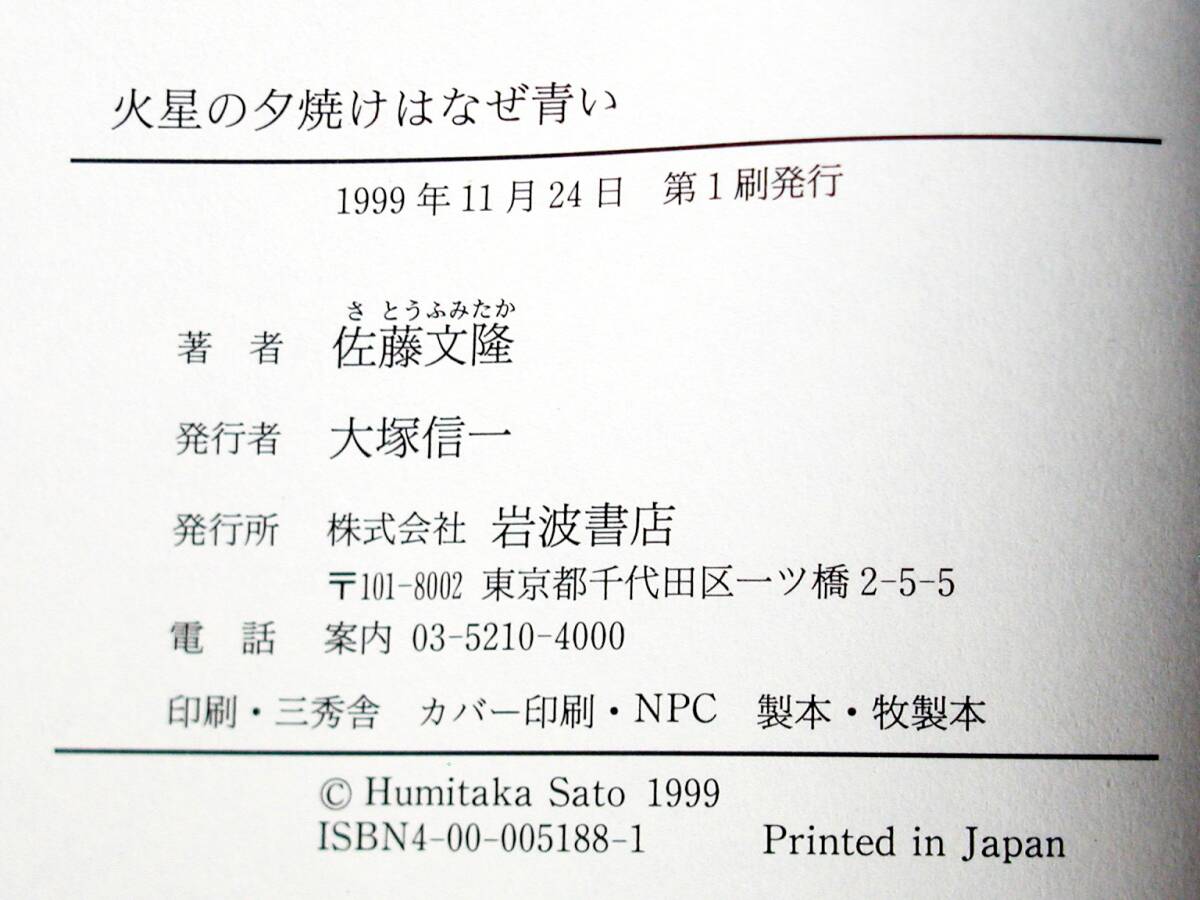 火星の夕焼けはなぜ青い
1999年11月24日 第1刷発行
さとうふみたか
著者 佐藤文隆
発行者 大塚信一
発行所 株式会社 岩波書店
〒101-8002 東京都千代田区一ツ橋2-5-5
電話 案内 03-5210-4000
印刷・三秀舎 カバー印刷・NPC 製本・牧製本
© Humitaka Sato 1999
ISBN4-00-005188-1 Printed in Japan